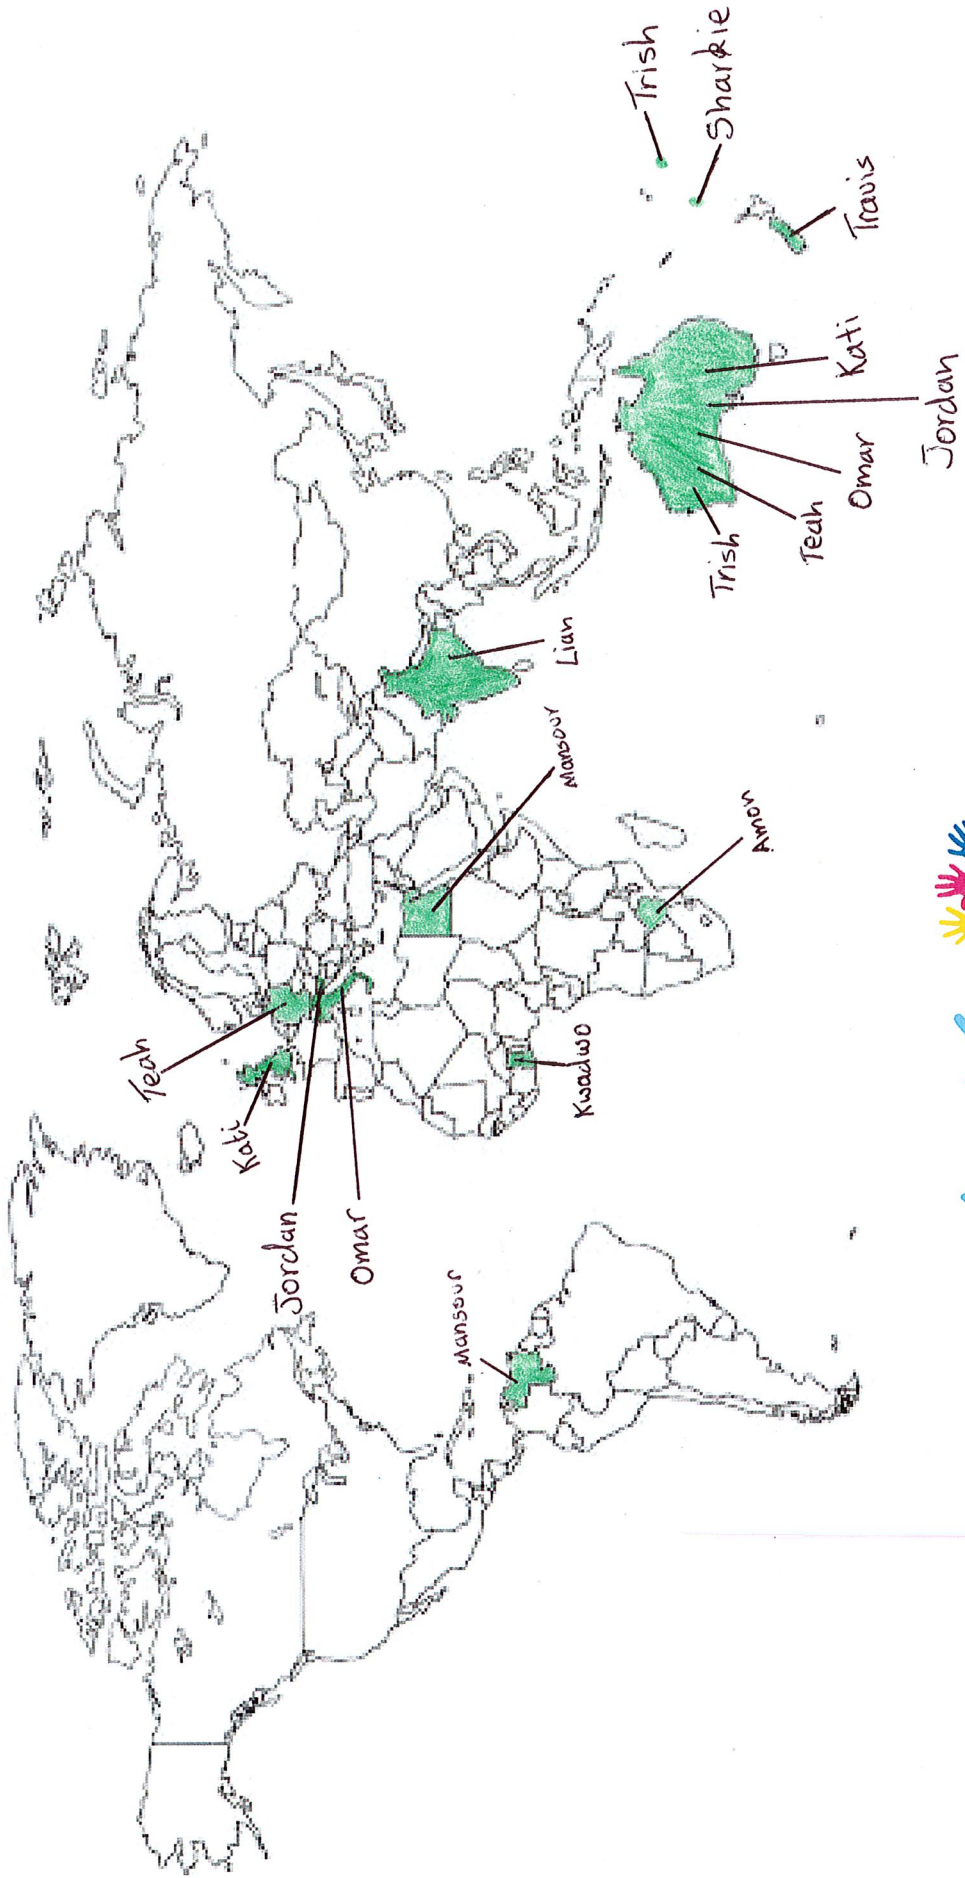 Trish
Sharkie
Travis
Kati
Jordan
Omar
Teah
Trish
Lian
Mansour
Amon
Kwadwo
Teah
Kati
Jordan
Omar
Mansour